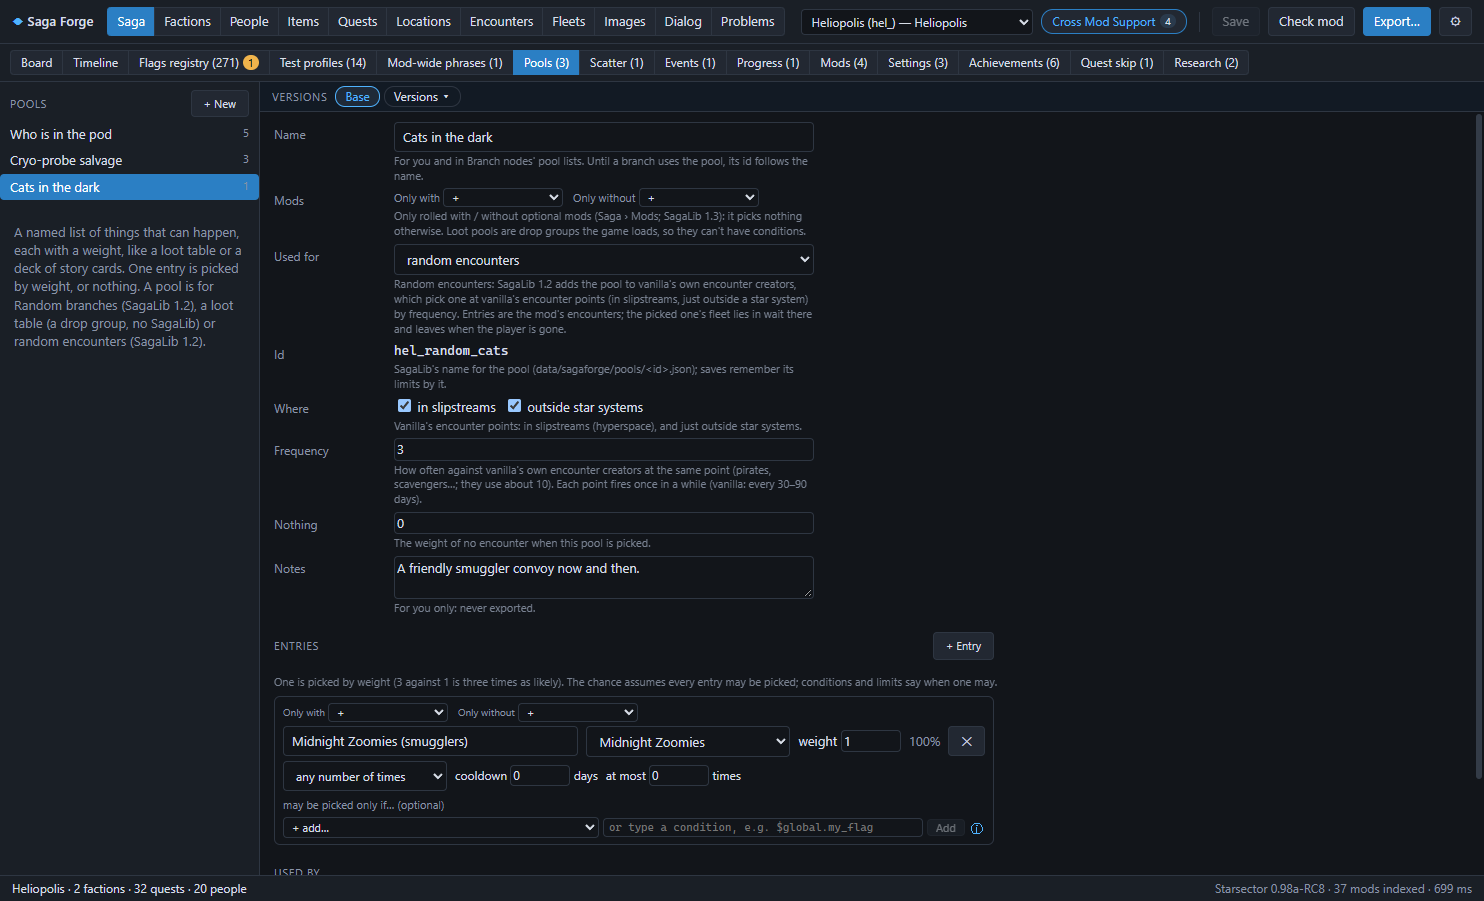 Saga Forge
Saga Factions People Items Quests Locations Encounters Fleets Images Dialog Problems
Heliopolis (hel_) — Heliopolis
Cross Mod Support 4
Save Check mod Export...
Board Timeline Flags registry (271) 1 Test profiles (14) Mod-wide phrases (1) Pools (3) Scatter (1) Events (1) Progress (1) Mods (4) Settings (3) Achievements (6) Quest skip (1) Research (2)
POOLS + New
Who is in the pod 5
Cryo-probe salvage 3
Cats in the dark 1
A named list of things that can happen,
each with a weight, like a loot table or a
deck of story cards. One entry is picked
by weight, or nothing. A pool is for
Random branches (SagaLib 1.2), a loot
table (a drop group, no SagaLib) or
random encounters (SagaLib 1.2).
VERSIONS Base Versions
Name Cats in the dark
For you and in Branch nodes' pool lists. Until a branch uses the pool, its id follows the
name.
Mods Only with + Only without +
Only rolled with / without optional mods (Saga › Mods; SagaLib 1.3): it picks nothing
otherwise. Loot pools are drop groups the game loads, so they can't have conditions.
Used for random encounters
Random encounters: SagaLib 1.2 adds the pool to vanilla's own encounter creators,
which pick one at vanilla's encounter points (in slipstreams, just outside a star system)
by frequency. Entries are the mod's encounters; the picked one's fleet lies in wait there
and leaves when the player is gone.
Id hel_random_cats
SagaLib's name for the pool (data/sagaforge/pools/<id>.json); saves remember its
limits by it.
Where in slipstreams outside star systems
Vanilla's encounter points: in slipstreams (hyperspace), and just outside star systems.
Frequency 3
How often against vanilla's own encounter creators at the same point (pirates,
scavengers...; they use about 10). Each point fires once in a while (vanilla: every 30–90
days).
Nothing 0
The weight of no encounter when this pool is picked.
Notes A friendly smuggler convoy now and then.
For you only: never exported.
ENTRIES + Entry
One is picked by weight (3 against 1 is three times as likely). The chance assumes every entry may be picked; conditions and limits say when one may.
Only with + Only without +
Midnight Zoomies (smugglers) Midnight Zoomies weight 1 100% ×
any number of times cooldown 0 days at most 0 times
may be picked only if... (optional)
+ add... or type a condition, e.g. $global.my_flag Add
USED BY
Heliopolis · 2 factions · 32 quests · 20 people
Starsector 0.98a-RC8 · 37 mods indexed · 699 ms